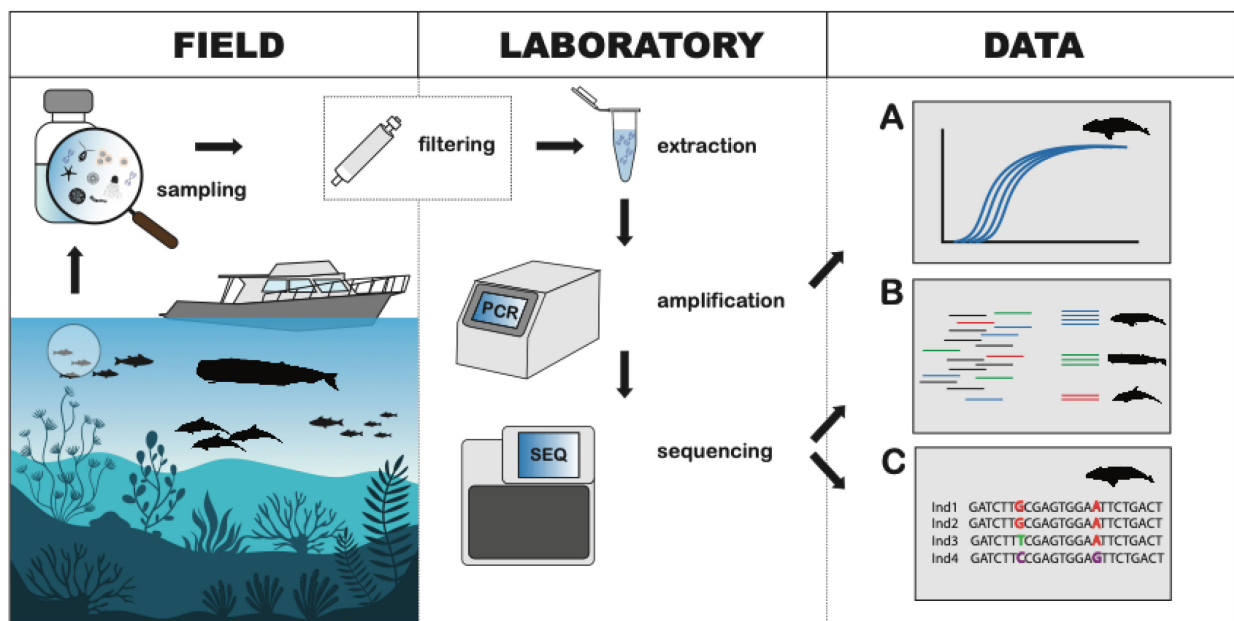 FIELD
LABORATORY
DATA
sampling
filtering
extraction
PCR
amplification
SEQ
sequencing
A
B
C
Ind1 GATCTTGCGAGTGGAATTCTGACT
Ind2 GATCTTGCGAGTGGAATTCTGACT
Ind3 GATCTTTCGAGTGGAATTCTGACT
Ind4 GATCTTCCGAGTGGAGTTCTGACT